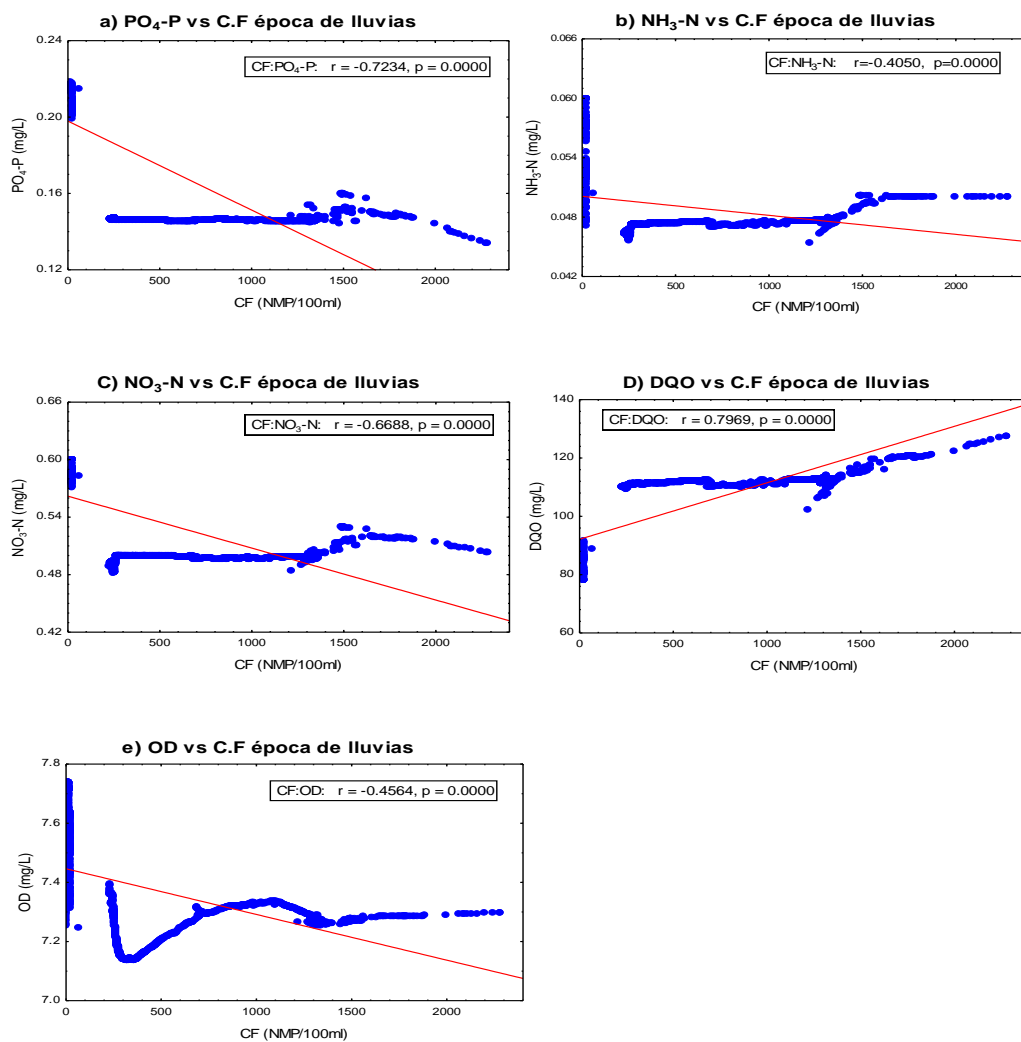 a) PO₄-P vs C.F época de lluvias
CF:PO₄-P: r = -0.7234, p = 0.0000
PO₄-P (mg/L)
0.24
0.20
0.16
0.12
0 500 1000 1500 2000
CF (NMP/100ml)
b) NH₃-N vs C.F época de lluvias
CF:NH₃-N: r=-0.4050, p=0.0000
NH₃-N (mg/L)
0.066
0.060
0.054
0.048
0.042
0 500 1000 1500 2000
CF (NMP/100ml)
C) NO₃-N vs C.F época de lluvias
CF:NO₃-N: r = -0.6688, p = 0.0000
NO₃-N (mg/L)
0.66
0.60
0.54
0.48
0.42
0 500 1000 1500 2000
CF (NMP/100ml)
D) DQO vs C.F época de lluvias
CF:DQO: r = 0.7969, p = 0.0000
DQO (mg/L)
140
120
100
80
60
0 500 1000 1500 2000
CF (NMP/100ml)
e) OD vs C.F época de lluvias
CF:OD: r = -0.4564, p = 0.0000
OD (mg/L)
7.8
7.6
7.4
7.2
7.0
0 500 1000 1500 2000
CF (NMP/100ml)